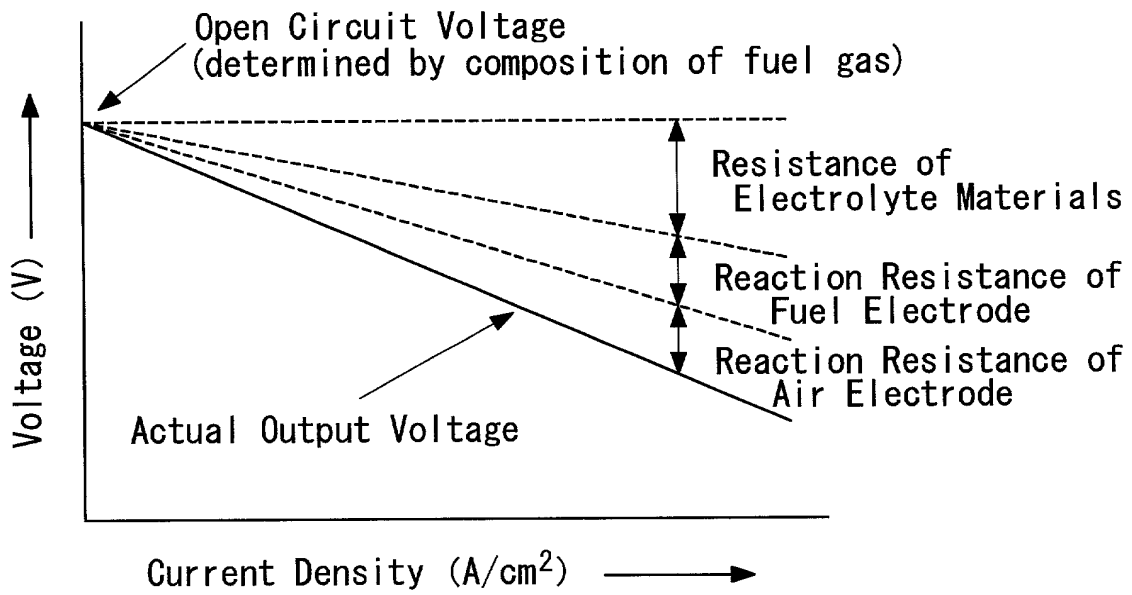 Open Circuit Voltage
(determined by composition of fuel gas)
Resistance of
Electrolyte Materials
Reaction Resistance of
Fuel Electrode
Reaction Resistance of
Air Electrode
Actual Output Voltage
Voltage (V)
Current Density (A/cm²)